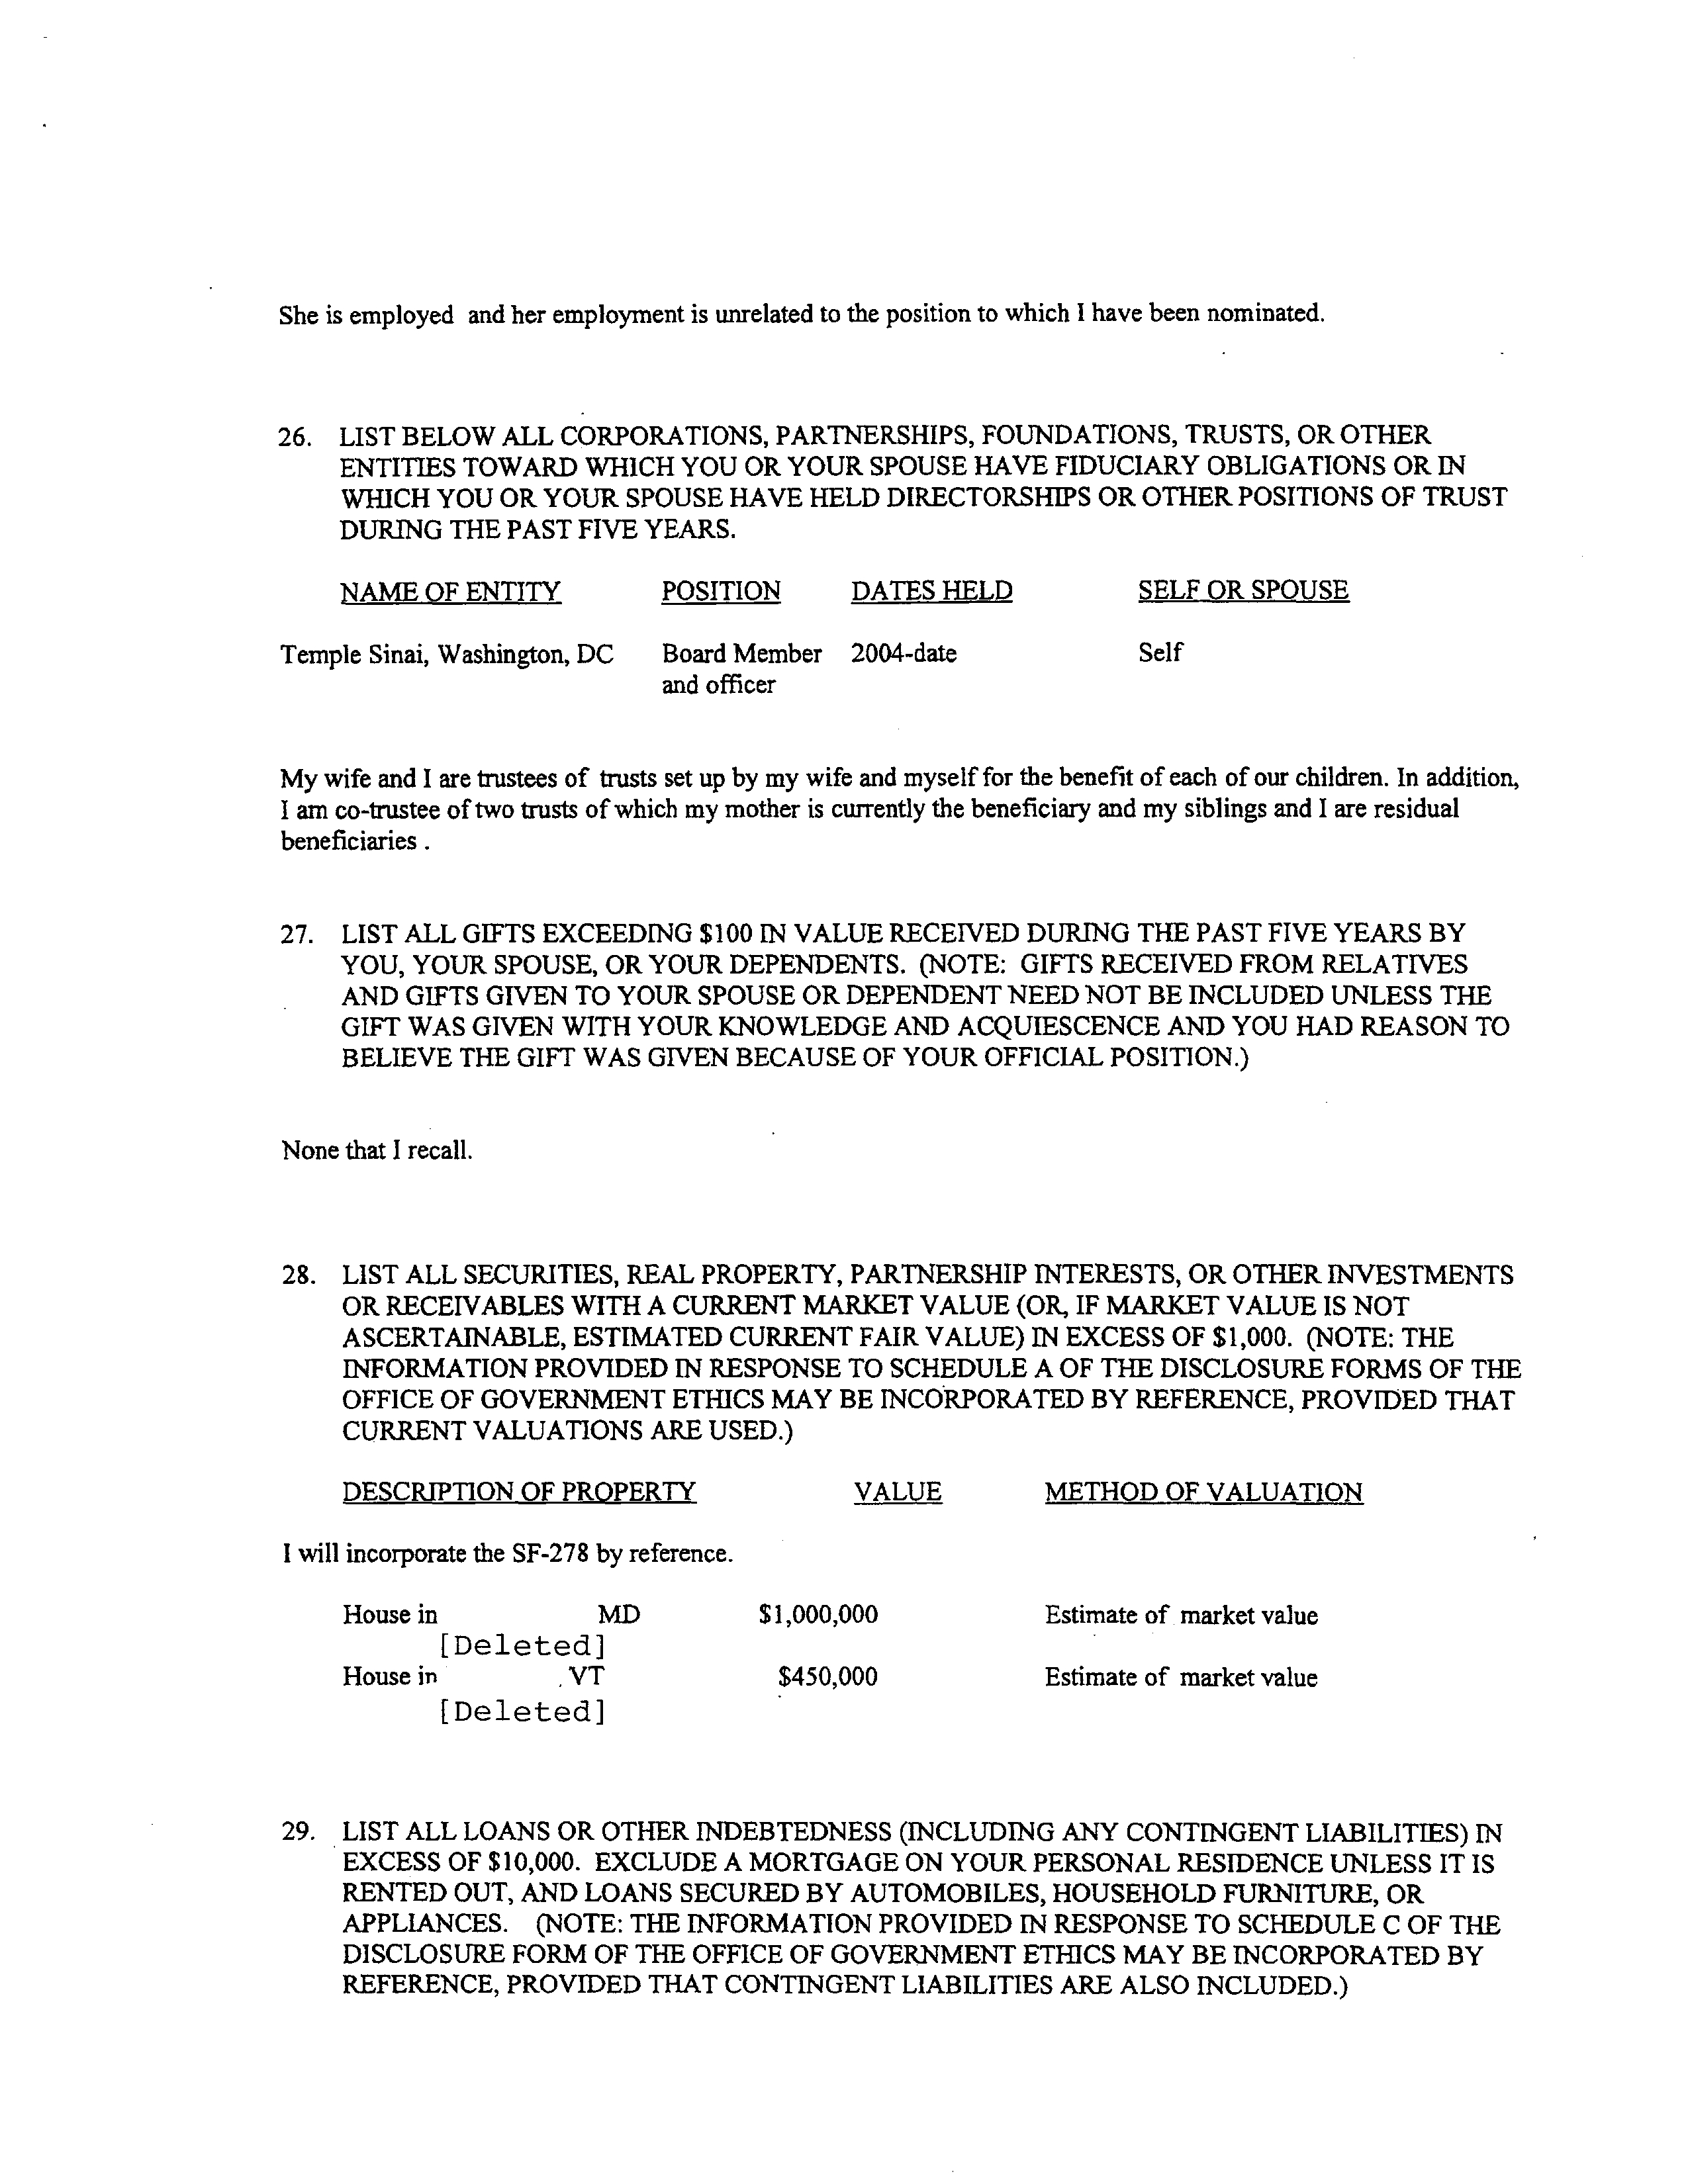 She is employed and her employment is unrelated to the position to which I have been nominated.
26. LIST BELOW ALL CORPORATIONS, PARTNERSHIPS, FOUNDATIONS, TRUSTS, OR OTHER
ENTITIES TOWARD WHICH YOU OR YOUR SPOUSE HAVE FIDUCIARY OBLIGATIONS OR IN
WHICH YOU OR YOUR SPOUSE HAVE HELD DIRECTORSHIPS OR OTHER POSITIONS OF TRUST
DURING THE PAST FIVE YEARS.
NAME OF ENTITY POSITION DATES HELD SELF OR SPOUSE
Temple Sinai, Washington, DC Board Member 2004-date Self
and officer
My wife and I are trustees of trusts set up by my wife and myself for the benefit of each of our children. In addition,
I am co-trustee of two trusts of which my mother is currently the beneficiary and my siblings and I are residual
beneficiaries .
27. LIST ALL GIFTS EXCEEDING $100 IN VALUE RECEIVED DURING THE PAST FIVE YEARS BY
YOU, YOUR SPOUSE, OR YOUR DEPENDENTS. (NOTE: GIFTS RECEIVED FROM RELATIVES
AND GIFTS GIVEN TO YOUR SPOUSE OR DEPENDENT NEED NOT BE INCLUDED UNLESS THE
GIFT WAS GIVEN WITH YOUR KNOWLEDGE AND ACQUIESCENCE AND YOU HAD REASON TO
BELIEVE THE GIFT WAS GIVEN BECAUSE OF YOUR OFFICIAL POSITION.)
None that I recall.
28. LIST ALL SECURITIES, REAL PROPERTY, PARTNERSHIP INTERESTS, OR OTHER INVESTMENTS
OR RECEIVABLES WITH A CURRENT MARKET VALUE (OR, IF MARKET VALUE IS NOT
ASCERTAINABLE, ESTIMATED CURRENT FAIR VALUE) IN EXCESS OF $1,000. (NOTE: THE
INFORMATION PROVIDED IN RESPONSE TO SCHEDULE A OF THE DISCLOSURE FORMS OF THE
OFFICE OF GOVERNMENT ETHICS MAY BE INCORPORATED BY REFERENCE, PROVIDED THAT
CURRENT VALUATIONS ARE USED.)
DESCRIPTION OF PROPERTY VALUE METHOD OF VALUATION
I will incorporate the SF-278 by reference.
House in MD $1,000,000 Estimate of market value
[Deleted]
House in VT $450,000 Estimate of market value
[Deleted]
29. LIST ALL LOANS OR OTHER INDEBTEDNESS (INCLUDING ANY CONTINGENT LIABILITIES) IN
EXCESS OF $10,000. EXCLUDE A MORTGAGE ON YOUR PERSONAL RESIDENCE UNLESS IT IS
RENTED OUT, AND LOANS SECURED BY AUTOMOBILES, HOUSEHOLD FURNITURE, OR
APPLIANCES. (NOTE: THE INFORMATION PROVIDED IN RESPONSE TO SCHEDULE C OF THE
DISCLOSURE FORM OF THE OFFICE OF GOVERNMENT ETHICS MAY BE INCORPORATED BY
REFERENCE, PROVIDED THAT CONTINGENT LIABILITIES ARE ALSO INCLUDED.)